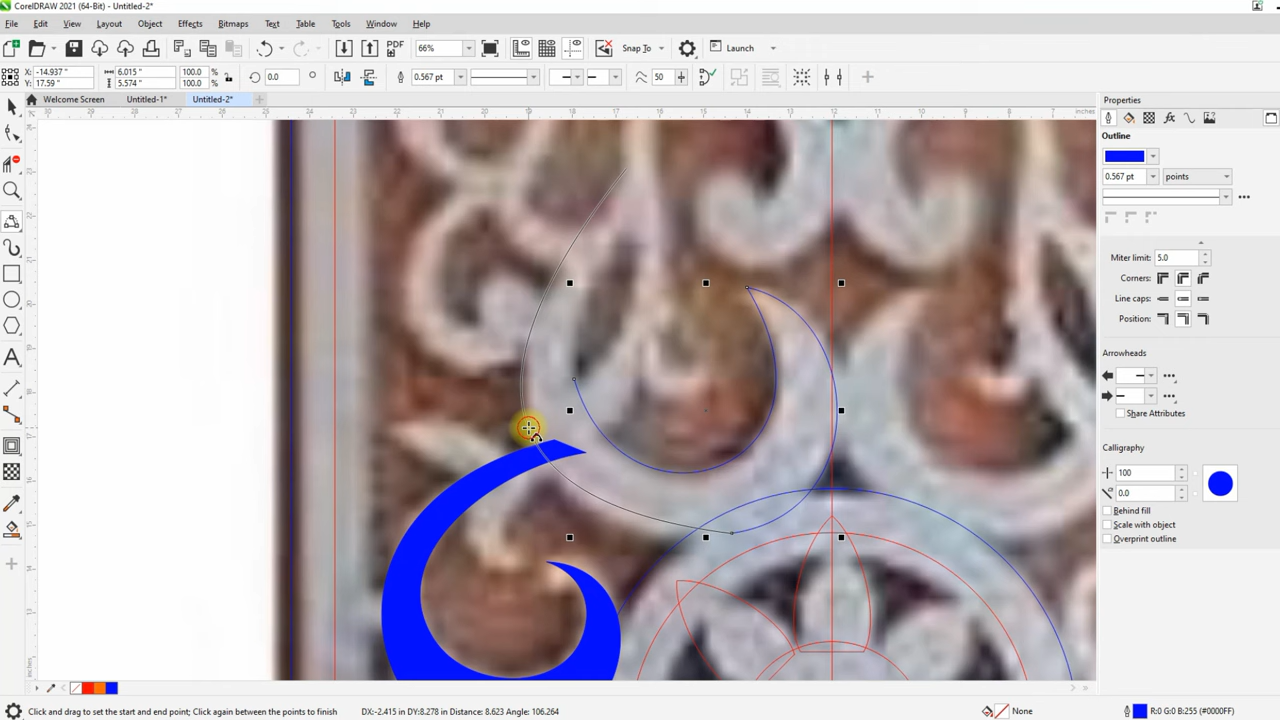 CorelDRAW 2021 (64-Bit) - Untitled-2*
File Edit View Layout Object Effects Bitmaps Text Table Tools Window Help
PDF 66% Snap To Launch
X: -14.937 " 6.015 " 100.0 % 0.0 0.567 pt 50
Y: 17.59 " 5.574 " 100.0 %
Welcome Screen Untitled-1* Untitled-2*
inches
Properties
Outline
0.567 pt points
Miter limit: 5.0
Corners:
Line caps:
Position:
Arrowheads
Share Attributes
Calligraphy
100
0.0
Behind fill
Scale with object
Overprint outline
Click and drag to set the start and end point; Click again between the points to finish DX:-2.415 in DY:8.278 in Distance: 8.623 Angle: 106.264 None R:0 G:0 B:255 (#0000FF)